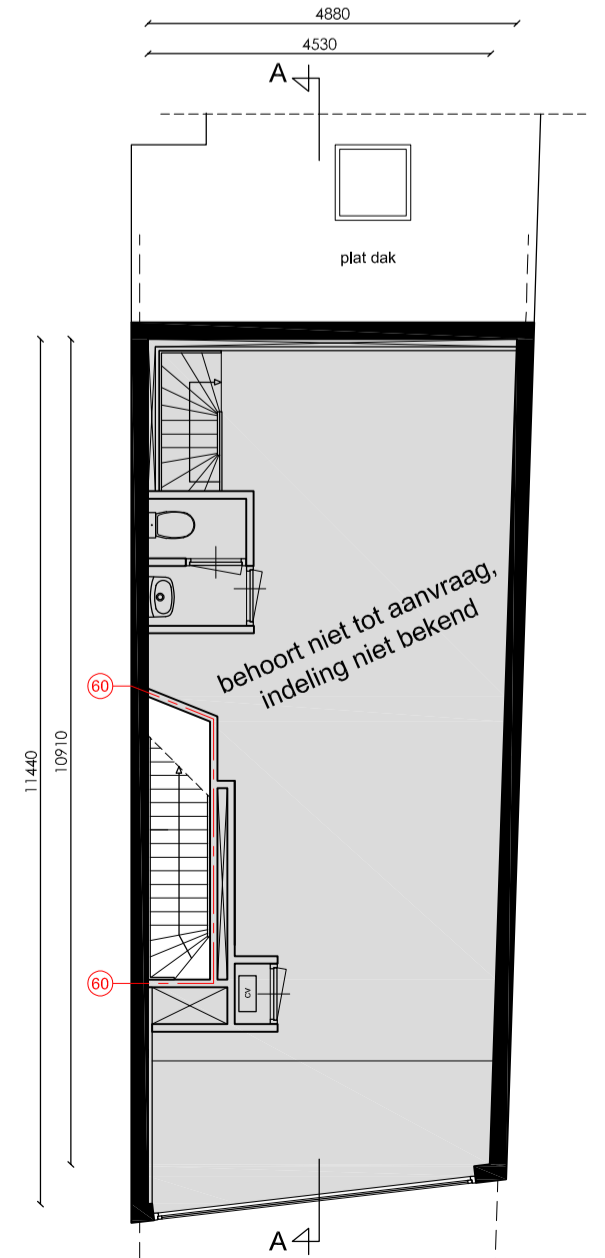 4880
4530
A
plat dak
behoort niet tot aanvraag,
indeling niet bekend
60
11440
10910
60
CV
A